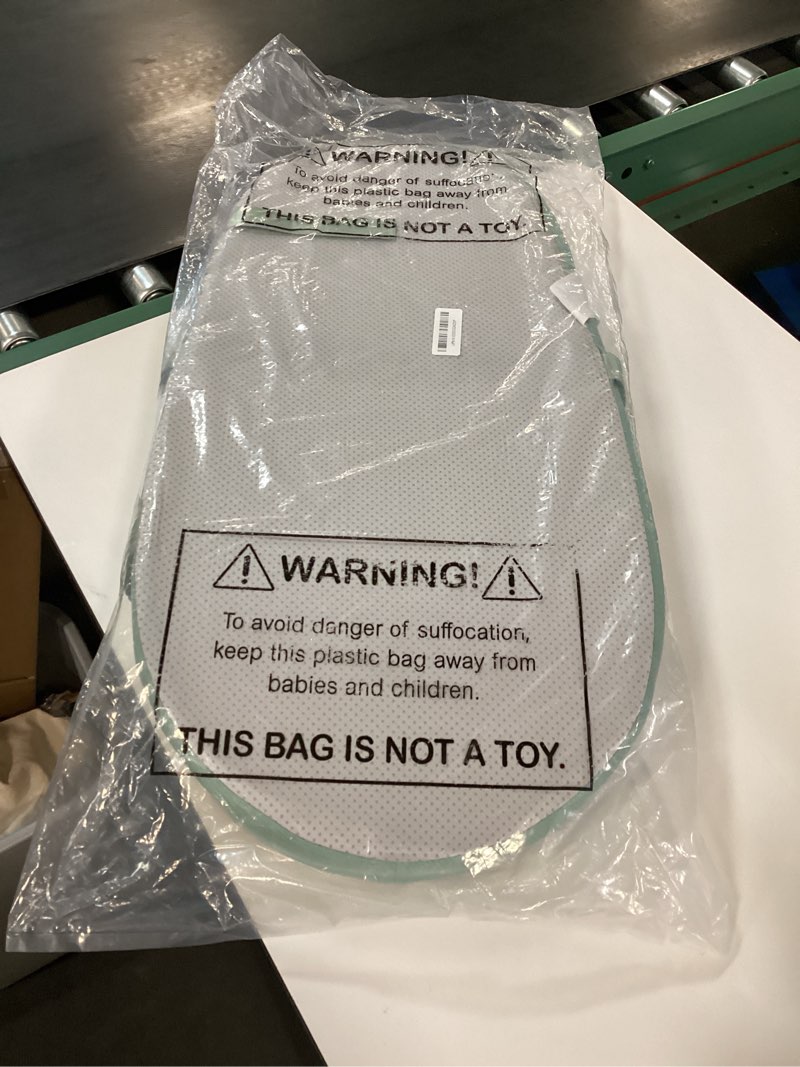 WARNING!
To avoid danger of suffocation,
keep this plastic bag away from
babies and children.
THIS BAG IS NOT A TOY.
WARNING!
To avoid danger of suffocation,
keep this plastic bag away from
babies and children.
THIS BAG IS NOT A TOY.